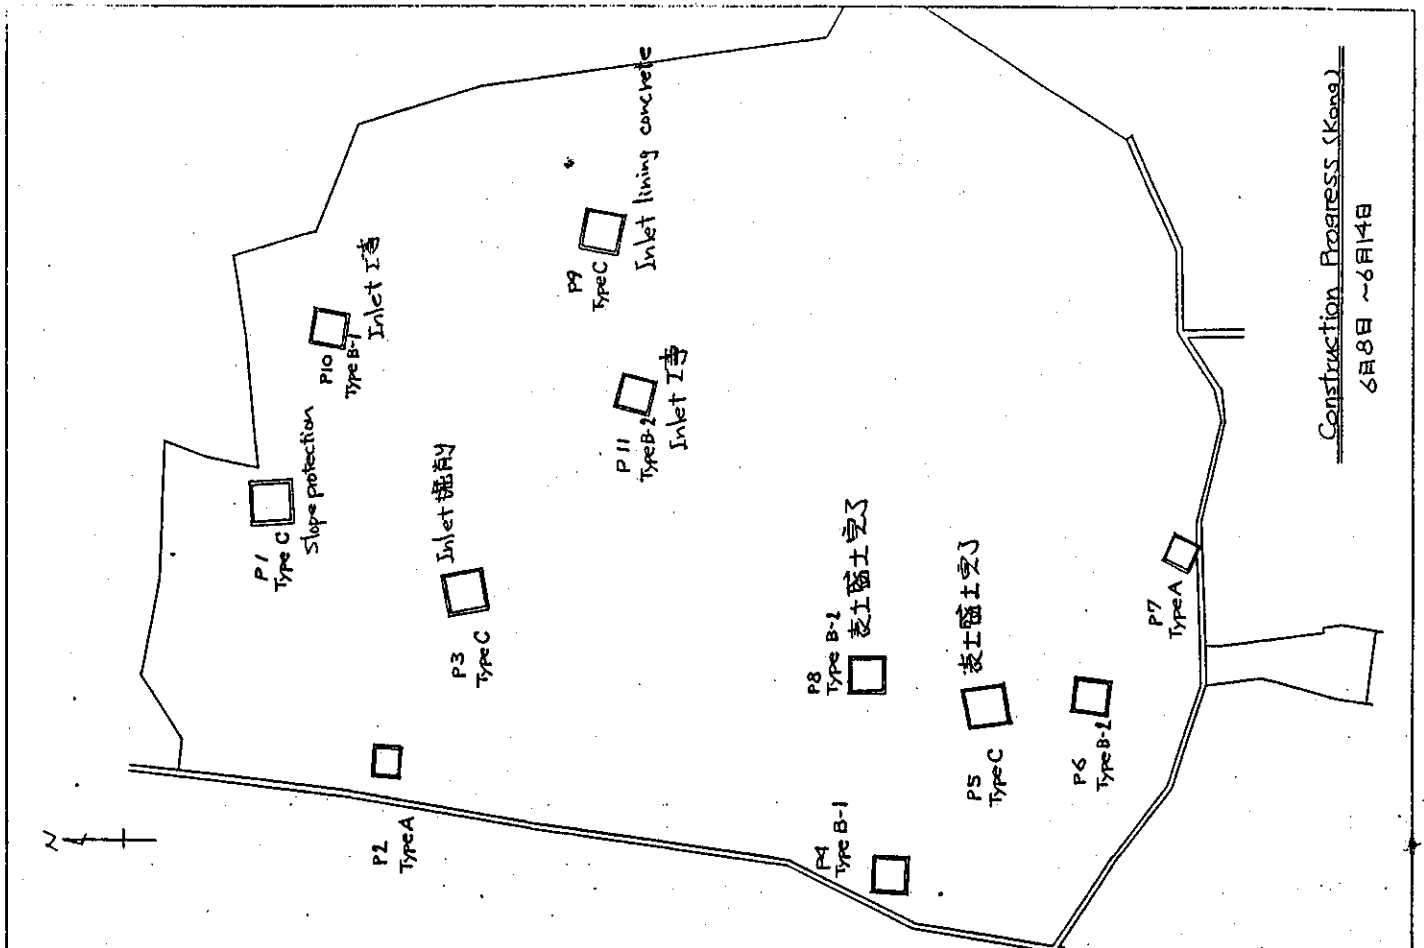 Construction Progress (Kong)
6月8日 ~6月14日
N
P1
Type C
Slope protection
P10
Type B-1
Inlet 工事
P9
Type C
Inlet lining concrete
P11
Type B-2
Inlet 工事
P3
Type C
Inlet 掘削
P2
Type A
P8
Type B-2
表土盛土完了
P5
Type C
表土盛土完了
P6
Type B-2
P4
Type B-1
P7
Type A